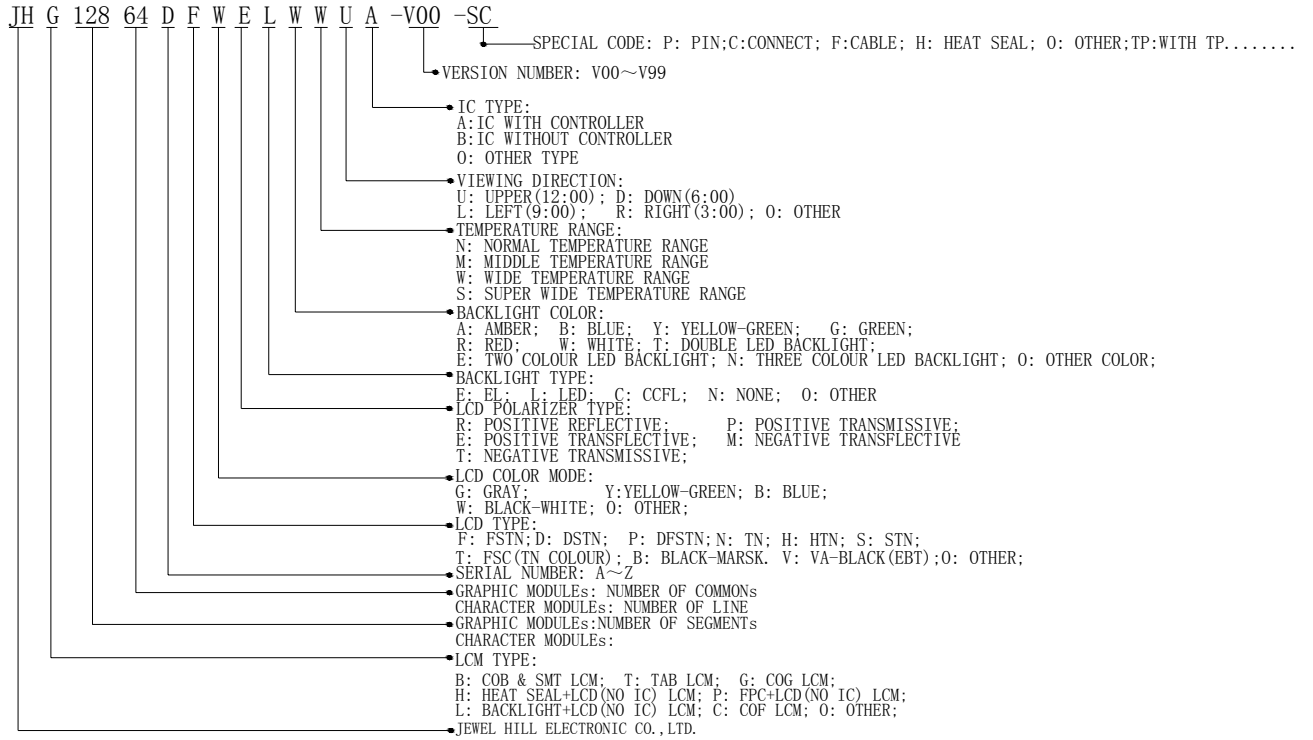 JH G 128 64 D F W E L W W U A -V00 -SC
SPECIAL CODE: P: PIN;C:CONNECT; F:CABLE; H: HEAT SEAL; O: OTHER;TP:WITH TP........
VERSION NUMBER: V00～V99
IC TYPE:
A:IC WITH CONTROLLER
B:IC WITHOUT CONTROLLER
O: OTHER TYPE
VIEWING DIRECTION:
U: UPPER(12:00); D: DOWN(6:00)
L: LEFT(9:00); R: RIGHT(3:00); O: OTHER
TEMPERATURE RANGE:
N: NORMAL TEMPERATURE RANGE
M: MIDDLE TEMPERATURE RANGE
W: WIDE TEMPERATURE RANGE
S: SUPER WIDE TEMPERATURE RANGE
BACKLIGHT COLOR:
A: AMBER; B: BLUE; Y: YELLOW-GREEN; G: GREEN;
R: RED; W: WHITE; T: DOUBLE LED BACKLIGHT;
E: TWO COLOUR LED BACKLIGHT; N: THREE COLOUR LED BACKLIGHT; O: OTHER COLOR;
BACKLIGHT TYPE:
E: EL; L: LED; C: CCFL; N: NONE; O: OTHER
LCD POLARIZER TYPE:
R: POSITIVE REFLECTIVE; P: POSITIVE TRANSMISSIVE;
E: POSITIVE TRANSFLECTIVE; M: NEGATIVE TRANSFLECTIVE
T: NEGATIVE TRANSMISSIVE;
LCD COLOR MODE:
G: GRAY; Y:YELLOW-GREEN; B: BLUE;
W: BLACK-WHITE; O: OTHER;
LCD TYPE:
F: FSTN;D: DSTN; P: DFSTN;N: TN; H: HTN; S: STN;
T: FSC(TN COLOUR); B: BLACK-MARSK. V: VA-BLACK(EBT);O: OTHER;
SERIAL NUMBER: A～Z
GRAPHIC MODULEs: NUMBER OF COMMONs
CHARACTER MODULEs: NUMBER OF LINE
GRAPHIC MODULEs:NUMBER OF SEGMENTs
CHARACTER MODULEs:
LCM TYPE:
B: COB & SMT LCM; T: TAB LCM; G: COG LCM;
H: HEAT SEAL+LCD(NO IC) LCM; P: FPC+LCD(NO IC) LCM;
L: BACKLIGHT+LCD(NO IC) LCM; C: COF LCM; O: OTHER;
JEWEL HILL ELECTRONIC CO.,LTD.